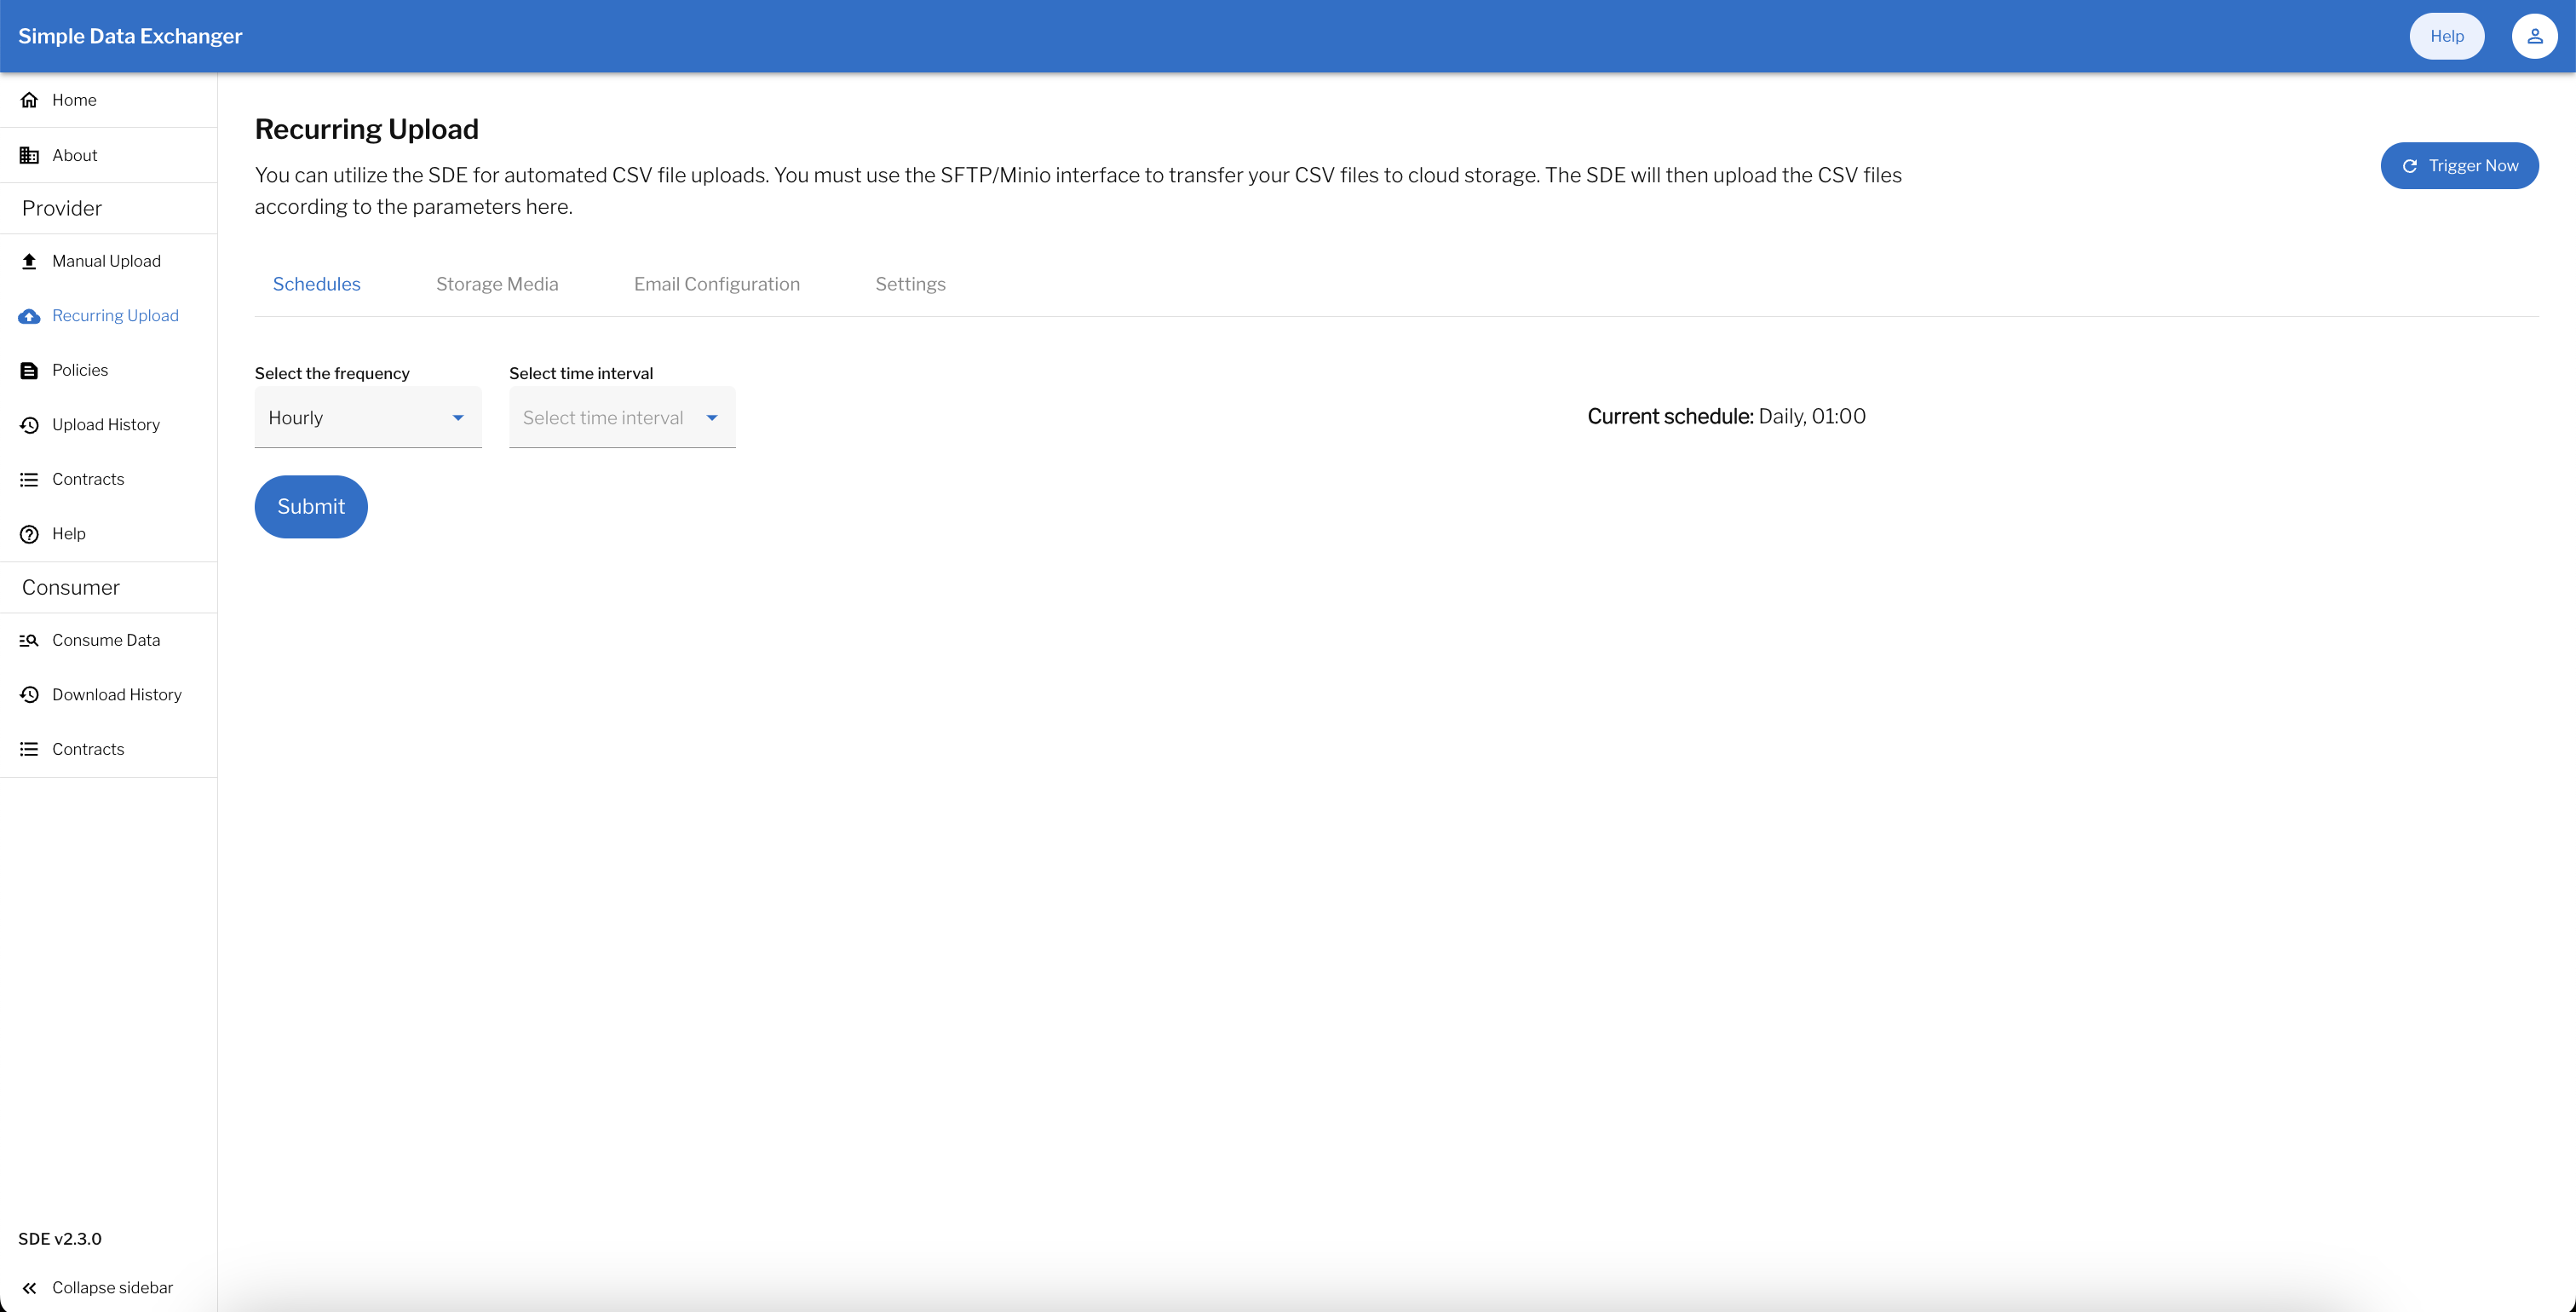 Simple Data Exchanger
Help
Home
About
Provider
Manual Upload
Recurring Upload
Policies
Upload History
Contracts
Help
Consumer
Consume Data
Download History
Contracts
SDE v2.3.0
Collapse sidebar
Recurring Upload
You can utilize the SDE for automated CSV file uploads. You must use the SFTP/Minio interface to transfer your CSV files to cloud storage. The SDE will then upload the CSV files
according to the parameters here.
Trigger Now
Schedules
Storage Media
Email Configuration
Settings
Select the frequency
Hourly
Select time interval
Select time interval
Current schedule: Daily, 01:00
Submit